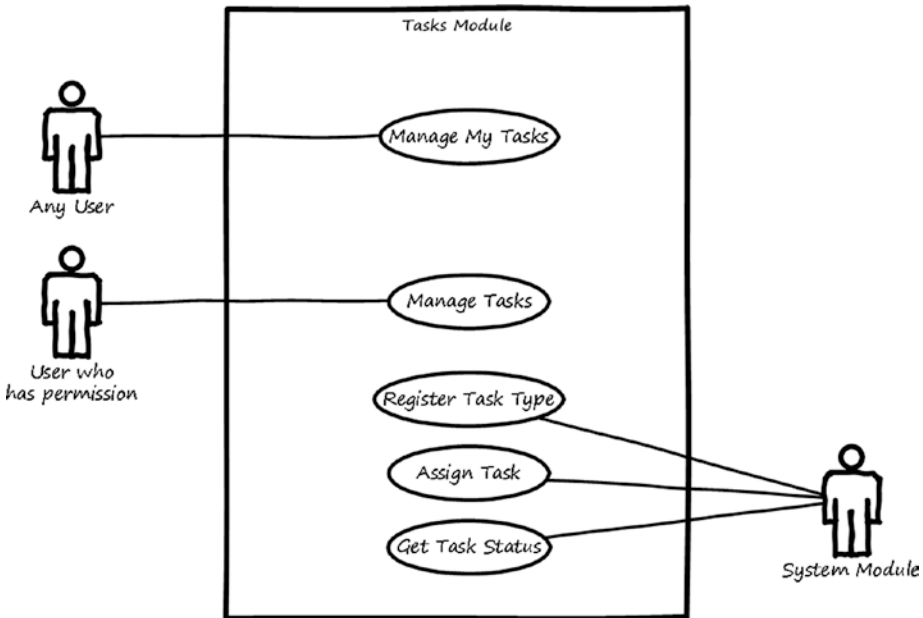 Tasks Module
Manage My Tasks
Any User
Manage Tasks
User who
has permission
Register Task Type
Assign Task
Get Task Status
System Module